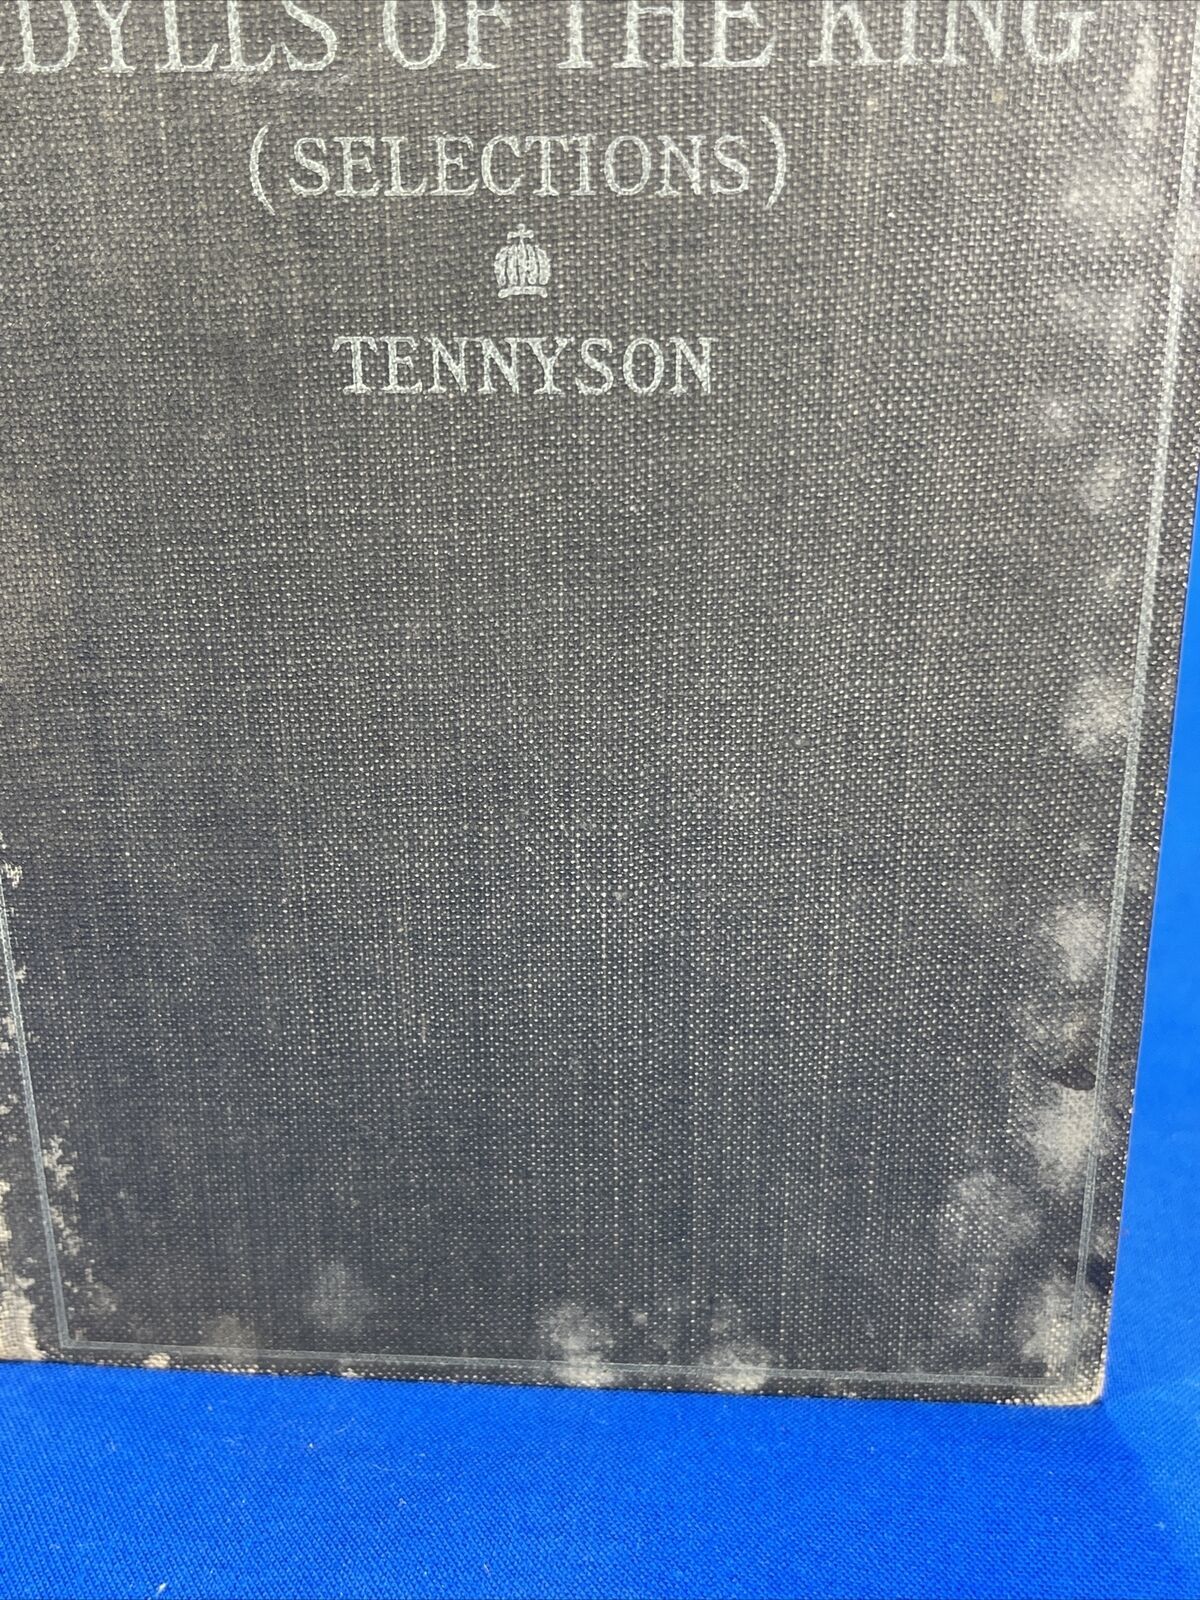 DYLLS OF THE KING
(SELECTIONS)
TENNYSON